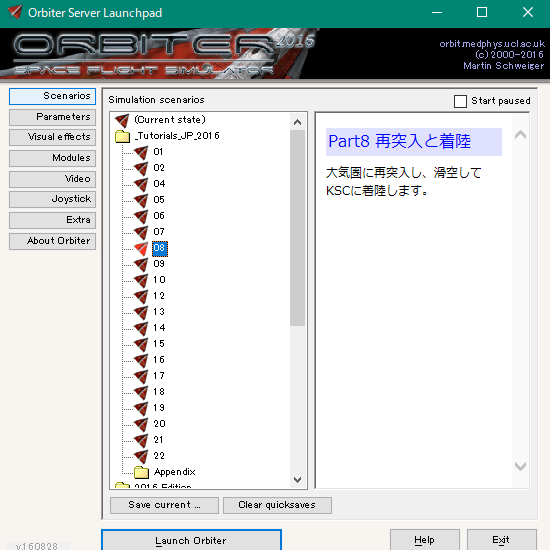 Orbiter Server Launchpad
ORBITER 2016
SPACE FLIGHT SIMULATOR
orbit.medphys.ucl.ac.uk
(c) 2000-2016
Martin Schweiger
Scenarios
Parameters
Visual effects
Modules
Video
Joystick
Extra
About Orbiter
Simulation scenarios
Start paused
(Current state)
_Tutorials_JP_2016
01
02
04
05
06
07
08
09
10
12
13
14
15
16
17
18
19
20
21
22
Appendix
2016 Edition
Part8 再突入と着陸
大気圏に再突入し、滑空して
KSCに着陸します。
Save current ...
Clear quicksaves
v.160828
Launch Orbiter
Help
Exit